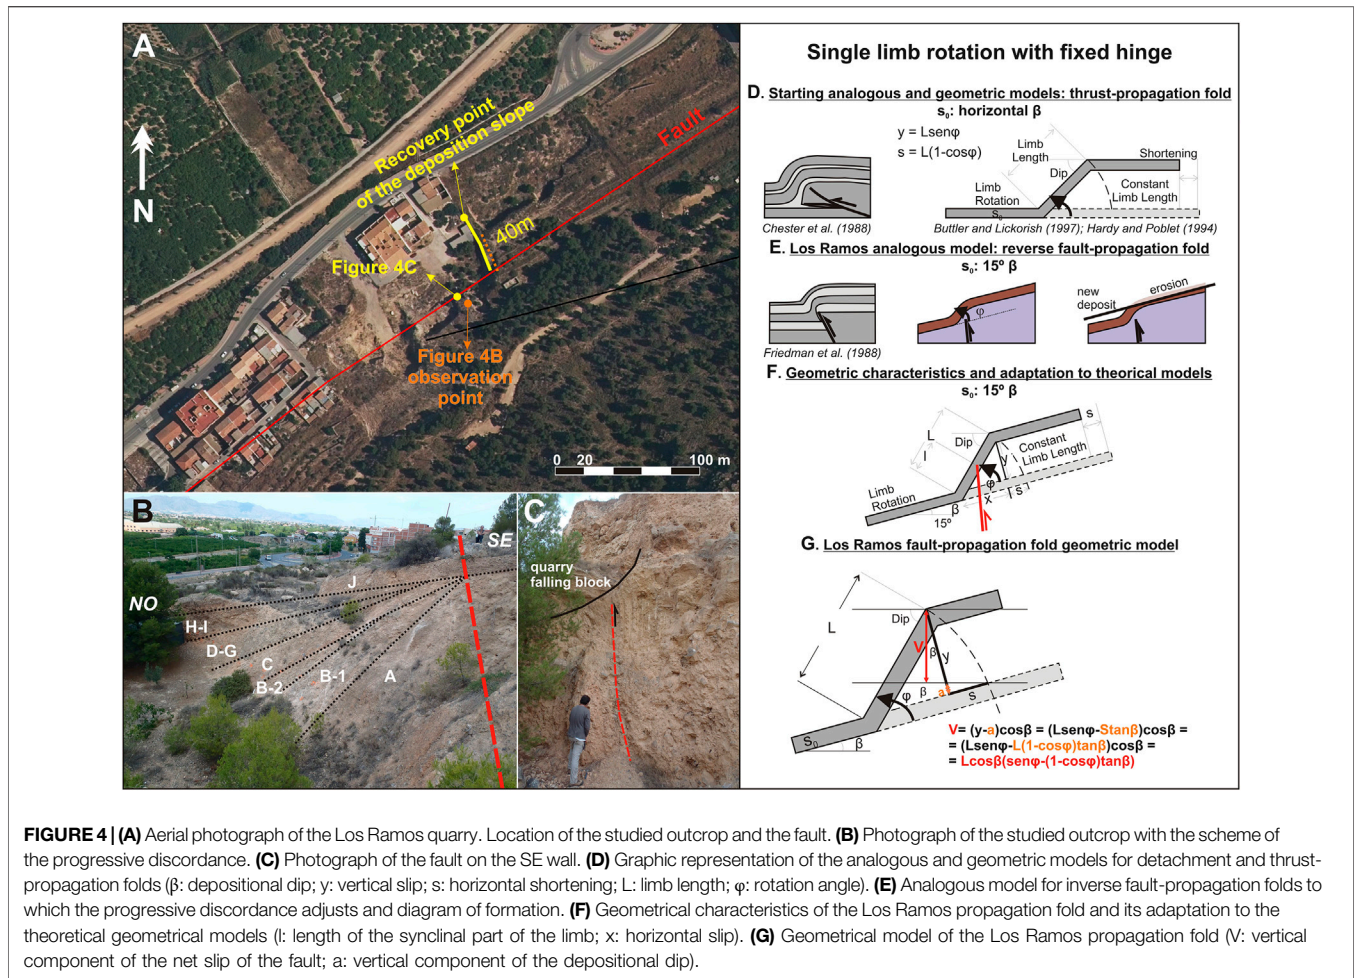 A
N
Recovery point
of the deposition slope
Fault
40m
Figure 4C
Figure 4B
observation
point
0 20 100 m
B
NO
SE
J
H-I
D-G
C
B-2
B-1
A
C
quarry
falling block
Single limb rotation with fixed hinge
D. Starting analogous and geometric models: thrust-propagation fold
s₀: horizontal β
y = Lsenφ
s = L(1-cosφ)
Limb
Length
Dip
Shortening
Limb
Rotation
Constant
Limb Length
s₀
Chester et al. (1988)
Buttler and Lickorish (1997); Hardy and Poblet (1994)
E. Los Ramos analogous model: reverse fault-propagation fold
s₀: 15º β
new
deposit
erosion
φ
Friedman et al. (1988)
F. Geometric characteristics and adaptation to theorical models
s₀: 15º β
L
l
Dip
s
y
Constant
Limb Length
Limb
Rotation
φ
β
x
l s
15º
G. Los Ramos fault-propagation fold geometric model
L
Dip
V
β
y
β
φ
a
s
S₀
β
V= (y-a)cosβ = (Lsenφ-Stanβ)cosβ =
= (Lsenφ-L(1-cosφ)tanβ)cosβ =
= Lcosβ(senφ-(1-cosφ)tanβ)
FIGURE 4 | (A) Aerial photograph of the Los Ramos quarry. Location of the studied outcrop and the fault. (B) Photograph of the studied outcrop with the scheme of
the progressive discordance. (C) Photograph of the fault on the SE wall. (D) Graphic representation of the analogous and geometric models for detachment and thrust-
propagation folds (β: depositional dip; y: vertical slip; s: horizontal shortening; L: limb length; φ: rotation angle). (E) Analogous model for inverse fault-propagation folds to
which the progressive discordance adjusts and diagram of formation. (F) Geometrical characteristics of the Los Ramos propagation fold and its adaptation to the
theoretical geometrical models (l: length of the synclinal part of the limb; x: horizontal slip). (G) Geometrical model of the Los Ramos propagation fold (V: vertical
component of the net slip of the fault; a: vertical component of the depositional dip).